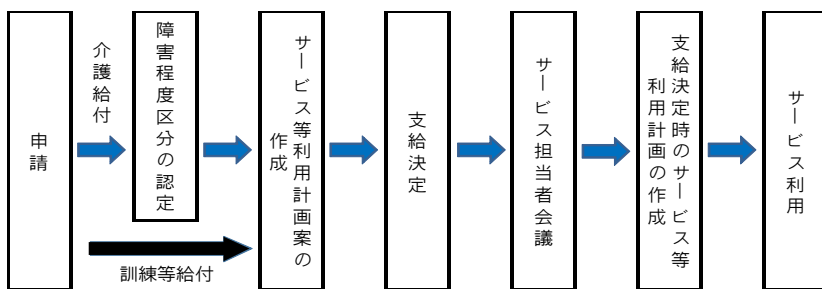 申請
介護給付
障害程度区分の認定
訓練等給付
サービス等利用計画案の
作成
支給決定
サービス担当者会議
支給決定時のサービス等
利用計画の作成
サービス利用